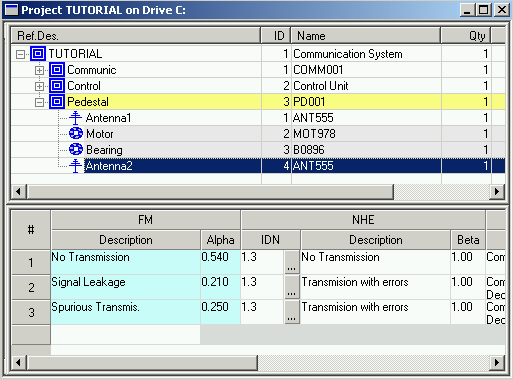 Project TUTORIAL on Drive C:
Ref.Des. ID Name Qty
TUTORIAL 1 Communication System 1
Communic 1 COMM001 1
Control 2 Control Unit 1
Pedestal 3 PD001 1
Antenna1 1 ANT555 1
Motor 2 MOT978 1
Bearing 3 B0896 1
Antenna2 4 ANT555 1
# FM NHE
Description Alpha IDN Description Beta
1 No Transmission 0.540 1.3 ... No Transmission 1.00 Com
2 Signal Leakage 0.210 1.3 ... Transmision with errors 1.00 Com
Dec
3 Spurious Transmis. 0.250 1.3 ... Transmision with errors 1.00 Com
Dec